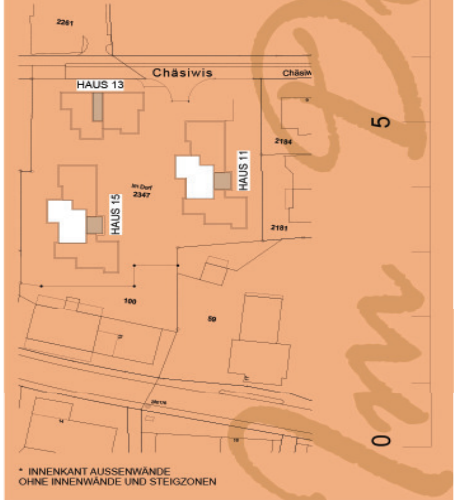 2261
Chäsiwis
Chäsiw
HAUS 13
5
2184
HAUS 11
Im Dorf
2347
HAUS 15
2181
100
59
0
* INNENKANT AUSSENWÄNDE
OHNE INNENWÄNDE UND STEIGZONEN